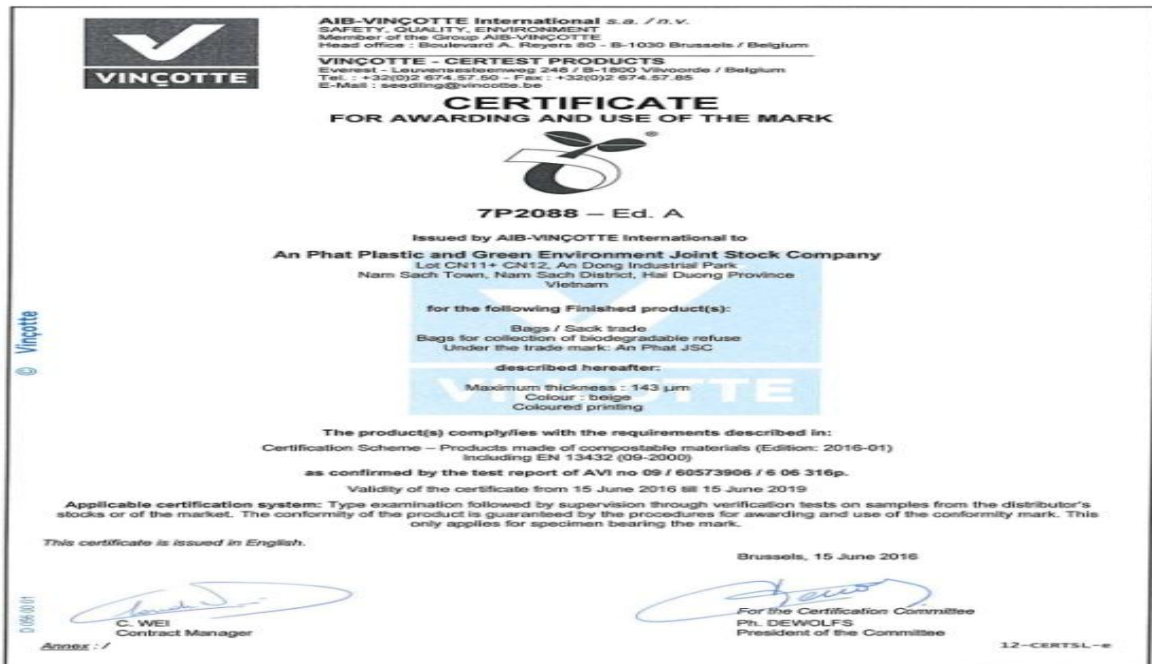 VINÇOTTE
AIB-VINÇOTTE International s.a. / n.v.
SAFETY, QUALITY, ENVIRONMENT
Member of the Group AIB-VINÇOTTE
Head office : Boulevard A. Reyers 80 - B-1030 Brussels / Belgium
VINÇOTTE - CERTEST PRODUCTS
Everest - Leuvensesteenweg 248 / B-1800 Vilvoorde / Belgium
Tel. : +32(0)2 674.57.50 - Fax : +32(0)2 674.57.85
E-Mail : seedling@vincotte.be
CERTIFICATE
FOR AWARDING AND USE OF THE MARK
®
7P2088 – Ed. A
Issued by AIB-VINÇOTTE International to
An Phat Plastic and Green Environment Joint Stock Company
Lot CN11+ CN12, An Dong Industrial Park
Nam Sach Town, Nam Sach District, Hai Duong Province
Vietnam
for the following Finished product(s):
Bags / Sack trade
Bags for collection of biodegradable refuse
Under the trade mark: An Phat JSC
described hereafter:
Maximum thickness : 143 µm
Colour : beige
Coloured printing
VINÇOTTE
The product(s) comply/ies with the requirements described in:
Certification Scheme – Products made of compostable materials (Edition: 2016-01)
Including EN 13432 (09-2000)
as confirmed by the test report of AVI no 09 / 60573906 / 6 06 316p.
Validity of the certificate from 15 June 2016 till 15 June 2019
Applicable certification system: Type examination followed by supervision through verification tests on samples from the distributor's
stocks or of the market. The conformity of the product is guaranteed by the procedures for awarding and use of the conformity mark. This
only applies for specimen bearing the mark.
This certificate is issued in English.
Brussels, 15 June 2016
C. WEI
Contract Manager
For the Certification Committee
Ph. DEWOLFS
President of the Committee
Annex : /
12-CERTSL-e
© Vinçotte